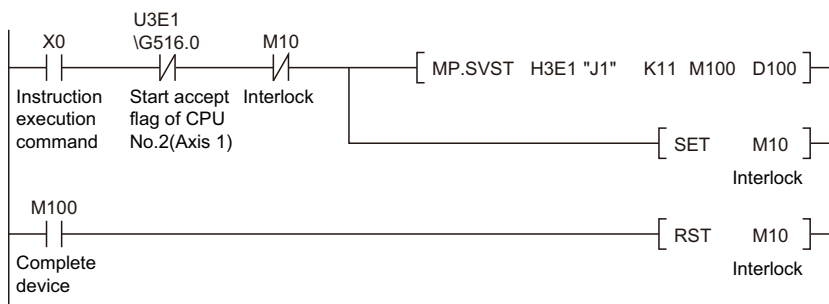 U3E1
X0 \G516.0 M10
MP.SVST H3E1 "J1" K11 M100 D100
Instruction execution command
Start accept flag of CPU No.2(Axis 1)
Interlock
SET M10
Interlock
M100
RST M10
Complete device
Interlock